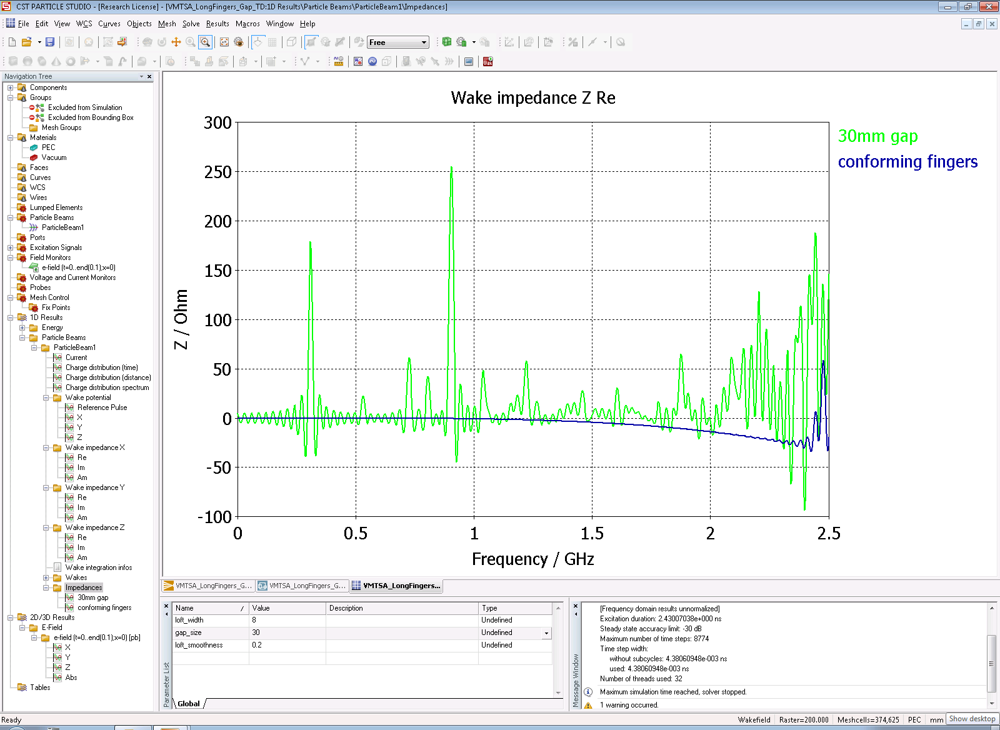 CST PARTICLE STUDIO - [Research License] - [VMTSA_LongFingers_Gap_TD:1D Results\Particle Beams\ParticleBeam1\Impedances]
File Edit View WCS Curves Objects Mesh Solve Results Macros Window Help
Free
Navigation Tree
Components
Groups
Excluded from Simulation
Excluded from Bounding Box
Mesh Groups
Materials
PEC
Vacuum
Faces
Curves
WCS
Wires
Lumped Elements
Particle Beams
ParticleBeam1
Ports
Excitation Signals
Field Monitors
e-field (t=0..end(0.1);x=0)
Voltage and Current Monitors
Probes
Mesh Control
Fix Points
1D Results
Energy
Particle Beams
ParticleBeam1
Current
Charge distribution (time)
Charge distribution (distance)
Charge distribution spectrum
Wake potential
Reference Pulse
X
Y
Z
Wake impedance X
Re
Im
Am
Wake impedance Y
Re
Im
Am
Wake impedance Z
Re
Im
Am
Wake integration infos
Wakes
Impedances
30mm gap
conforming fingers
2D/3D Results
E-Field
e-field (t=0..end(0.1);x=0) [pb]
X
Y
Z
Abs
Tables
Wake impedance Z Re
300
250
200
150
100
50
0
-50
-100
Z / Ohm
0 0.5 1 1.5 2 2.5
Frequency / GHz
30mm gap
conforming fingers
VMTSA_LongFingers_G... VMTSA_LongFingers_G... VMTSA_LongFingers...
Parameter List
Name / Value Description Type
loft_width 8 Undefined
gap_size 30 Undefined
loft_smoothness 0.2 Undefined
Global
Message Window
[Frequency domain results unnormalized]
Excitation duration: 2.43007038e+000 ns
Steady state accuracy limit: -30 dB
Maximum number of time steps: 8774
Time step width:
without subcycles: 4.38060948e-003 ns
used: 4.38060948e-003 ns
Number of threads used: 32
Maximum simulation time reached, solver stopped.
1 warning occurred.
Ready Wakefield Raster=200.000 Meshcells=374,625 PEC mm Show desktop